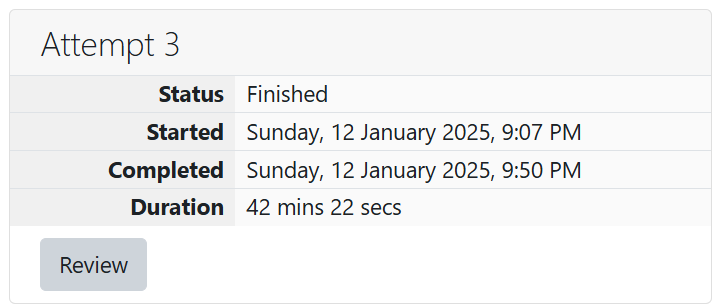 Attempt 3
Status Finished
Started Sunday, 12 January 2025, 9:07 PM
Completed Sunday, 12 January 2025, 9:50 PM
Duration 42 mins 22 secs
Review